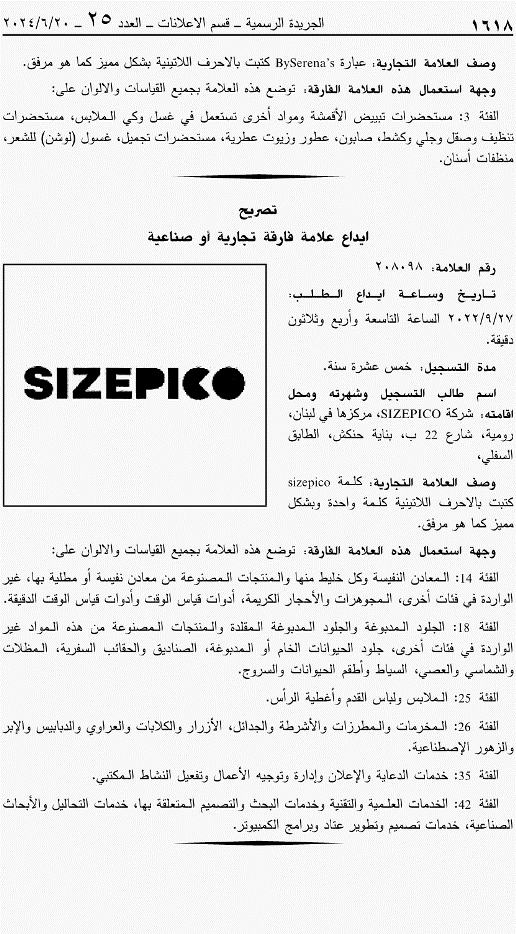 ١٦١٨ الجريدة الرسمية ـ قسم الاعلانات ـ العدد ٢٥ ـ ٢٠٢٤/٦/٢٠
وصف العلامة التجارية: عبارة BySerena's كتبت بالاحرف اللاتينية بشكل مميز كما هو مرفق.
وجهة استعمال هذه العلامة الفارقة: توضع هذه العلامة بجميع القياسات والالوان على:
الفئة 3: مستحضرات تبييض الأقمشة ومواد أخرى تستعمل في غسل وكي الملابس، مستحضرات
تنظيف وصقل وجلي وكشط، صابون، عطور وزيوت عطرية، مستحضرات تجميل، غسول (لوشن) للشعر،
منظفات أسنان.
تصريح
ايداع علامة فارقة تجارية أو صناعية
رقم العلامة: ٢٠٨٠٩٨
تاريخ وساعة ايداع الطلب:
٢٠٢٢/٩/٢٧ الساعة التاسعة وأربع وثلاثون
دقيقة.
مدة التسجيل: خمس عشرة سنة.
اسم طالب التسجيل وشهرته ومحل
اقامته: شركة SIZEPICO، مركزها في لبنان،
رومية، شارع 22 ب، بناية حنكش، الطابق
السفلي،
وصف العلامة التجارية: كلمة sizepico
كتبت بالاحرف اللاتينية كلمة واحدة وبشكل
مميز كما هو مرفق.
SIZEPICO
وجهة استعمال هذه العلامة الفارقة: توضع هذه العلامة بجميع القياسات والالوان على:
الفئة 14: المعادن النفيسة وكل خليط منها والمنتجات المصنوعة من معادن نفيسة أو مطلية بها، غير
الواردة في فئات أخرى، المجوهرات والأحجار الكريمة، أدوات قياس الوقت وأدوات قياس الوقت الدقيقة.
الفئة 18: الجلود المدبوغة والجلود المدبوغة المقلدة والمنتجات المصنوعة من هذه المواد غير
الواردة في فئات أخرى، جلود الحيوانات الخام أو المدبوغة، الصناديق والحقائب السفرية، المظلات
والشماسي والعصي، السياط وأطقم الحيوانات والسروج.
الفئة 25: الملابس ولباس القدم وأغطية الرأس.
الفئة 26: المخرمات والمطرزات والأشرطة والجدائل، الأزرار والكلابات والعراوي والدبابيس والإبر
والزهور الإصطناعية.
الفئة 35: خدمات الدعاية والإعلان وإدارة وتوجيه الأعمال وتفعيل النشاط المكتبي.
الفئة 42: الخدمات العلمية والتقنية وخدمات البحث والتصميم المتعلقة بها، خدمات التحاليل والأبحاث
الصناعية، خدمات تصميم وتطوير عتاد وبرامج الكمبيوتر.